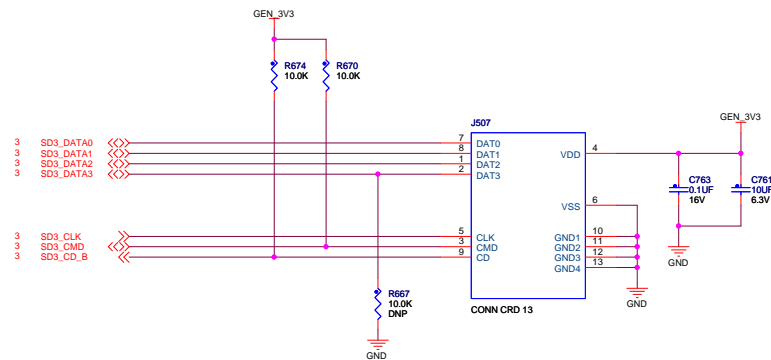 GEN_3V3
R674
10.0K
R670
10.0K
J507
GEN_3V3
3 SD3_DATA0 7 DAT0
3 SD3_DATA1 8 DAT1 VDD 4
3 SD3_DATA2 1 DAT2
3 SD3_DATA3 2 DAT3
C763
0.1UF
16V
C761
10UF
6.3V
VSS 6
3 SD3_CLK 5 CLK GND1 10
3 SD3_CMD 3 CMD GND2 11
3 SD3_CD_B 9 CD GND3 12
GND4 13
GND
R667
10.0K
DNP
CONN CRD 13
GND
GND